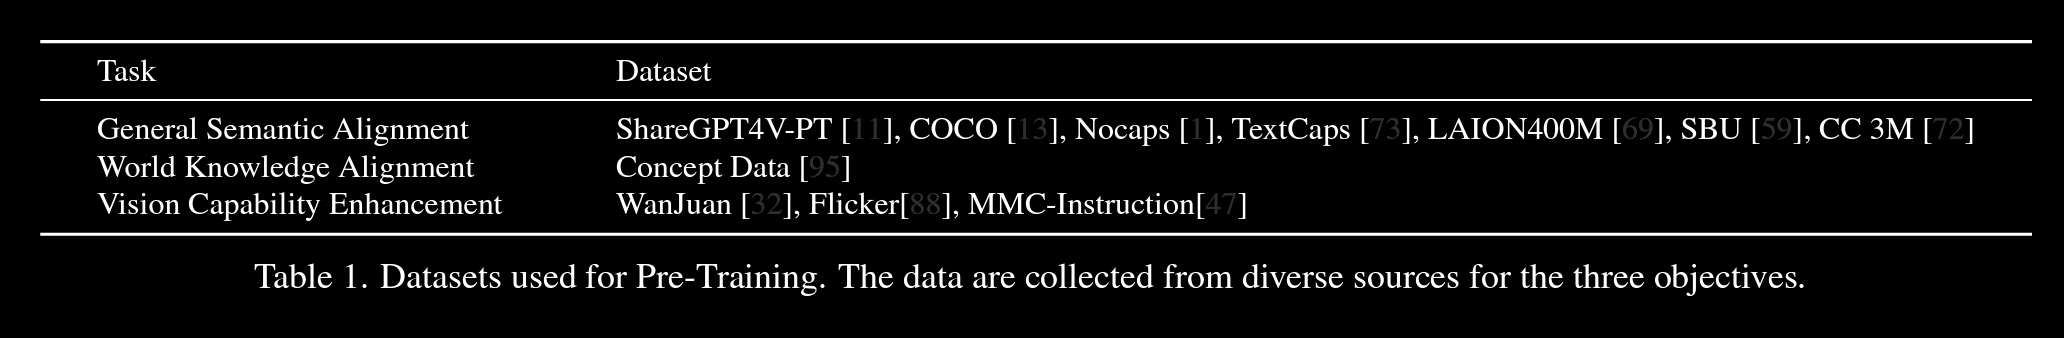 Task Dataset
General Semantic Alignment ShareGPT4V-PT [11], COCO [13], Nocaps [1], TextCaps [73], LAION400M [69], SBU [59], CC 3M [72]
World Knowledge Alignment Concept Data [95]
Vision Capability Enhancement WanJuan [32], Flicker[88], MMC-Instruction[47]
Table 1. Datasets used for Pre-Training. The data are collected from diverse sources for the three objectives.